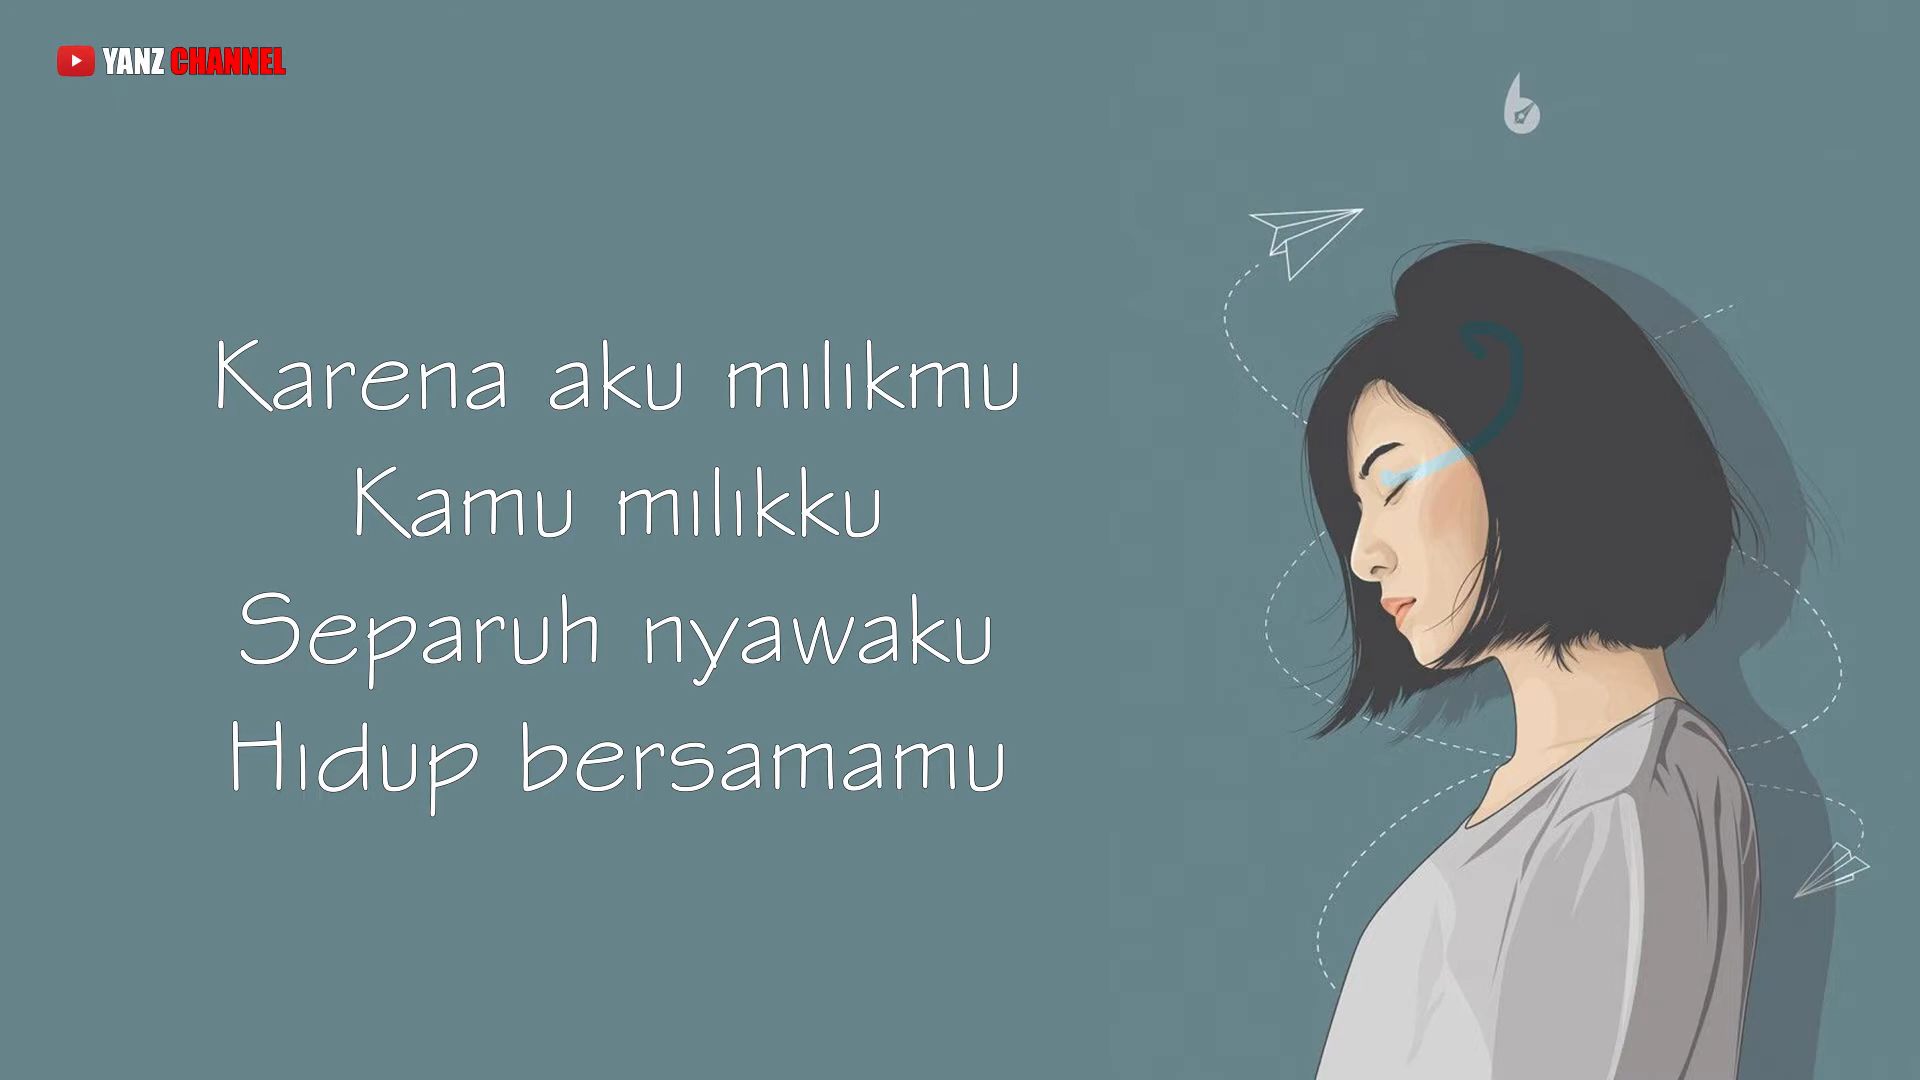 YANZ CHANNEL
Karena aku milikmu
Kamu milikku
Separuh nyawaku
Hidup bersamamu